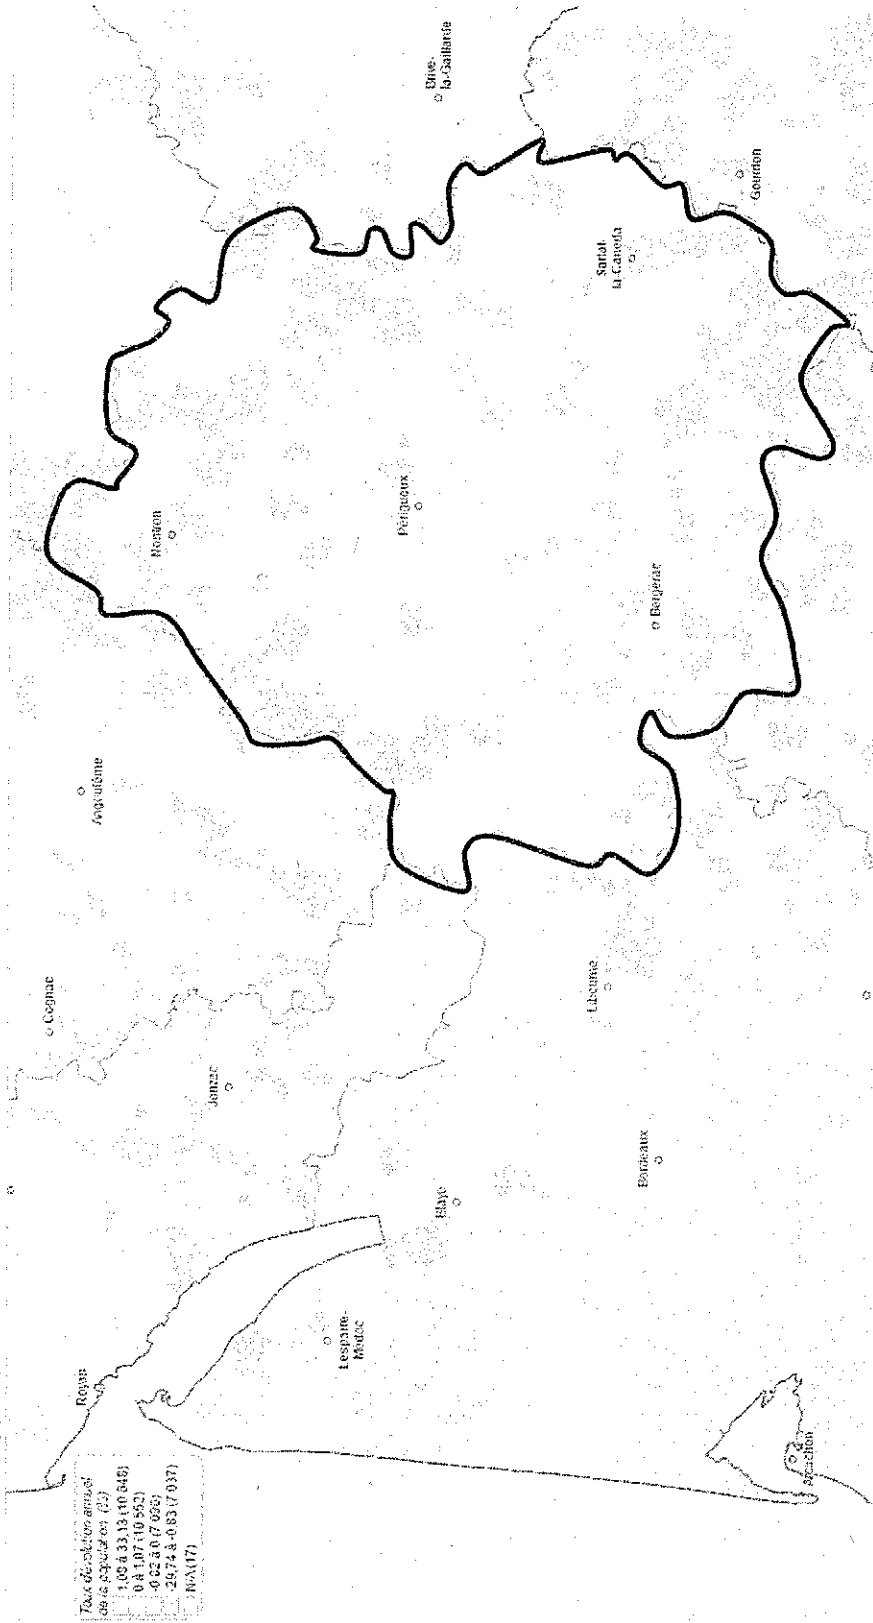 Taux d'évolution annuel
de la population (%)
1,08 à 33,13 (10 848)
0 à 1,07 (10 552)
-0,82 à 0 (7 090)
-29,74 à -0,83 (7 037)
N/A (17)
Royan
Lesparre-
Médoc
Arcachon
Blaye
Bordeaux
Jonzac
Cognac
Libourne
Angoulême
Bergerac
Nontron
Périgueux
Sarlat-
la-Canéda
Gourdon
Brive-
la-Gaillarde